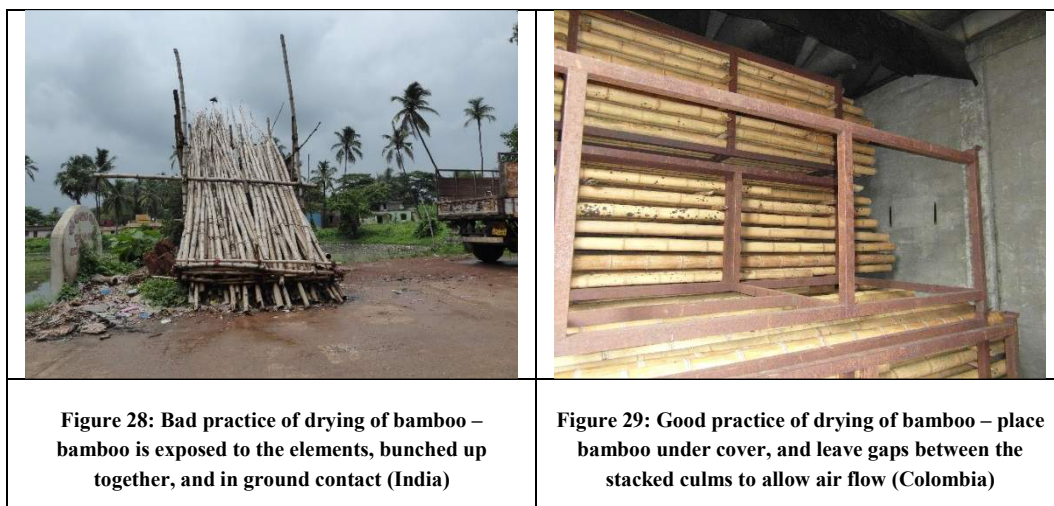 Figure 28: Bad practice of drying of bamboo –
bamboo is exposed to the elements, bunched up
together, and in ground contact (India)
Figure 29: Good practice of drying of bamboo – place
bamboo under cover, and leave gaps between the
stacked culms to allow air flow (Colombia)